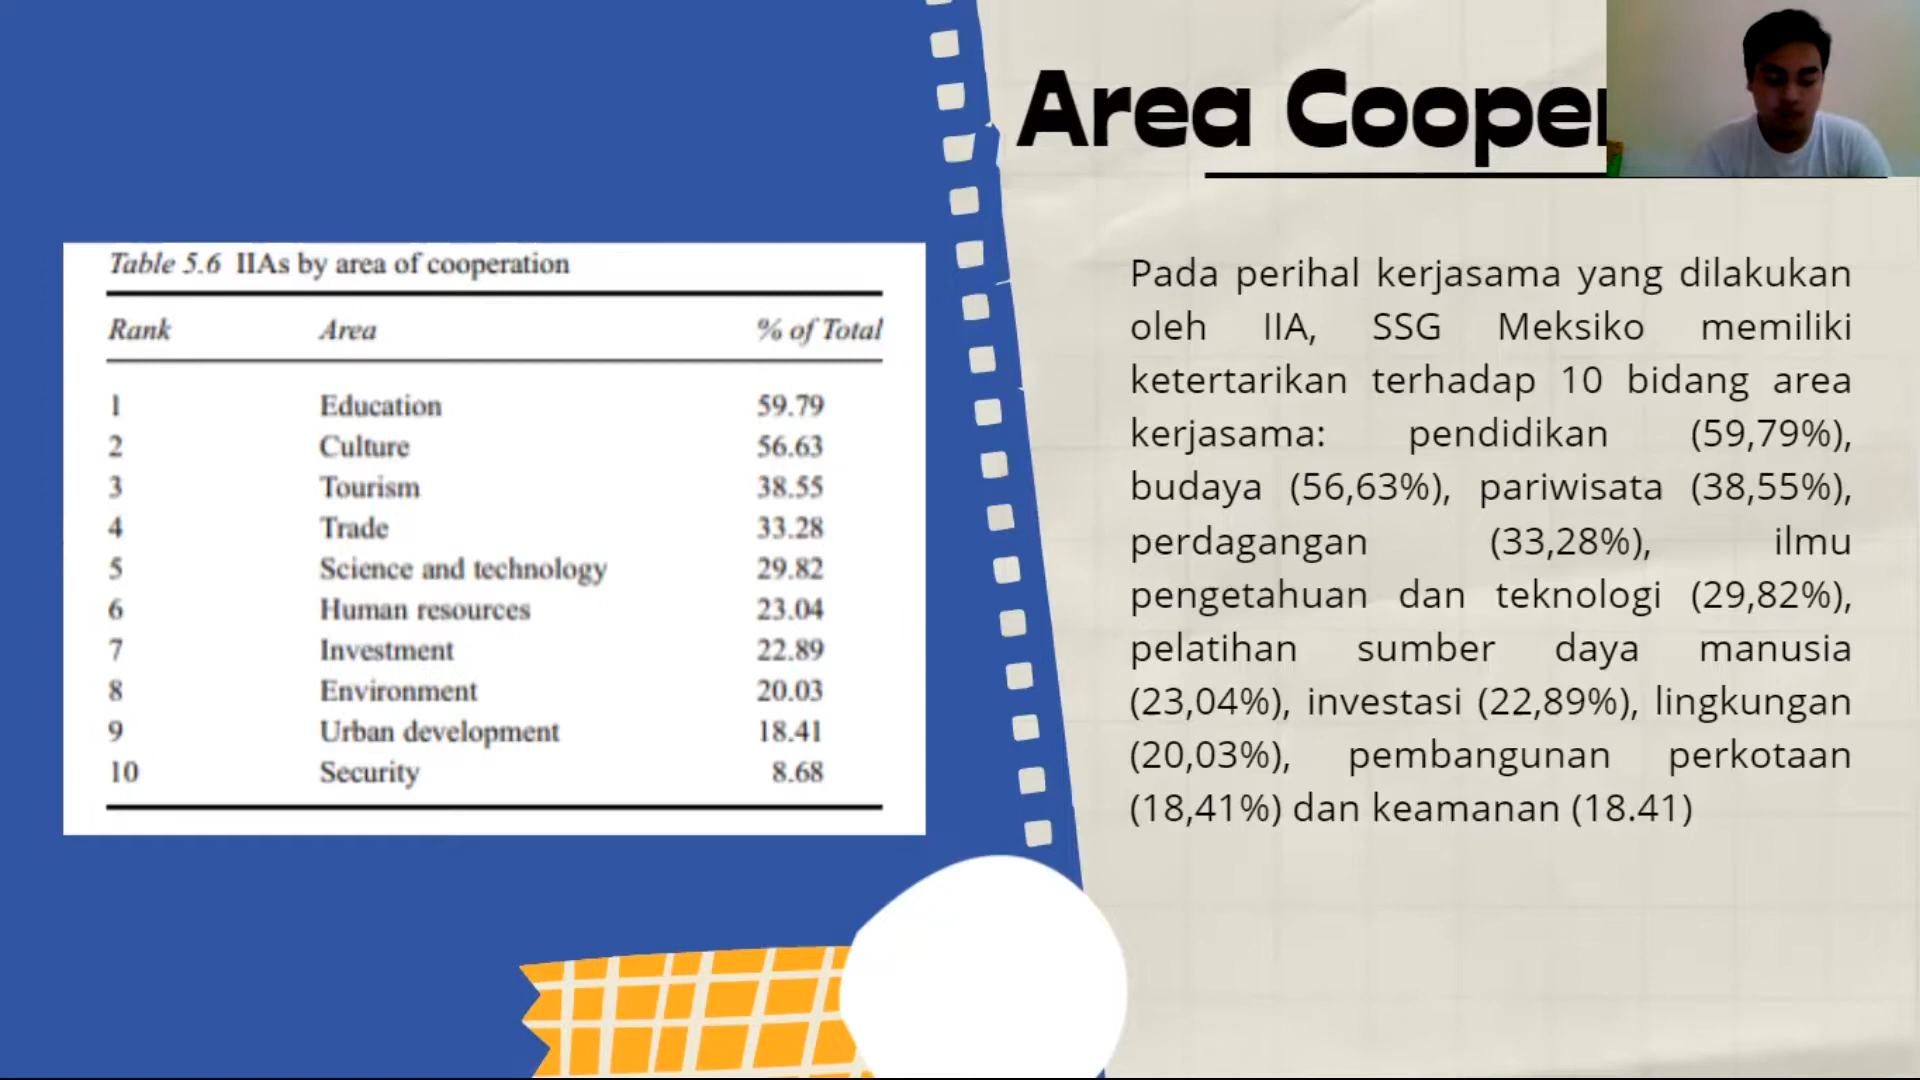 Area Cooper
Table 5.6 IIAs by area of cooperation
Rank Area % of Total
1 Education 59.79
2 Culture 56.63
3 Tourism 38.55
4 Trade 33.28
5 Science and technology 29.82
6 Human resources 23.04
7 Investment 22.89
8 Environment 20.03
9 Urban development 18.41
10 Security 8.68
Pada perihal kerjasama yang dilakukan
oleh IIA, SSG Meksiko memiliki
ketertarikan terhadap 10 bidang area
kerjasama: pendidikan (59,79%),
budaya (56,63%), pariwisata (38,55%),
perdagangan (33,28%), ilmu
pengetahuan dan teknologi (29,82%),
pelatihan sumber daya manusia
(23,04%), investasi (22,89%), lingkungan
(20,03%), pembangunan perkotaan
(18,41%) dan keamanan (18.41)